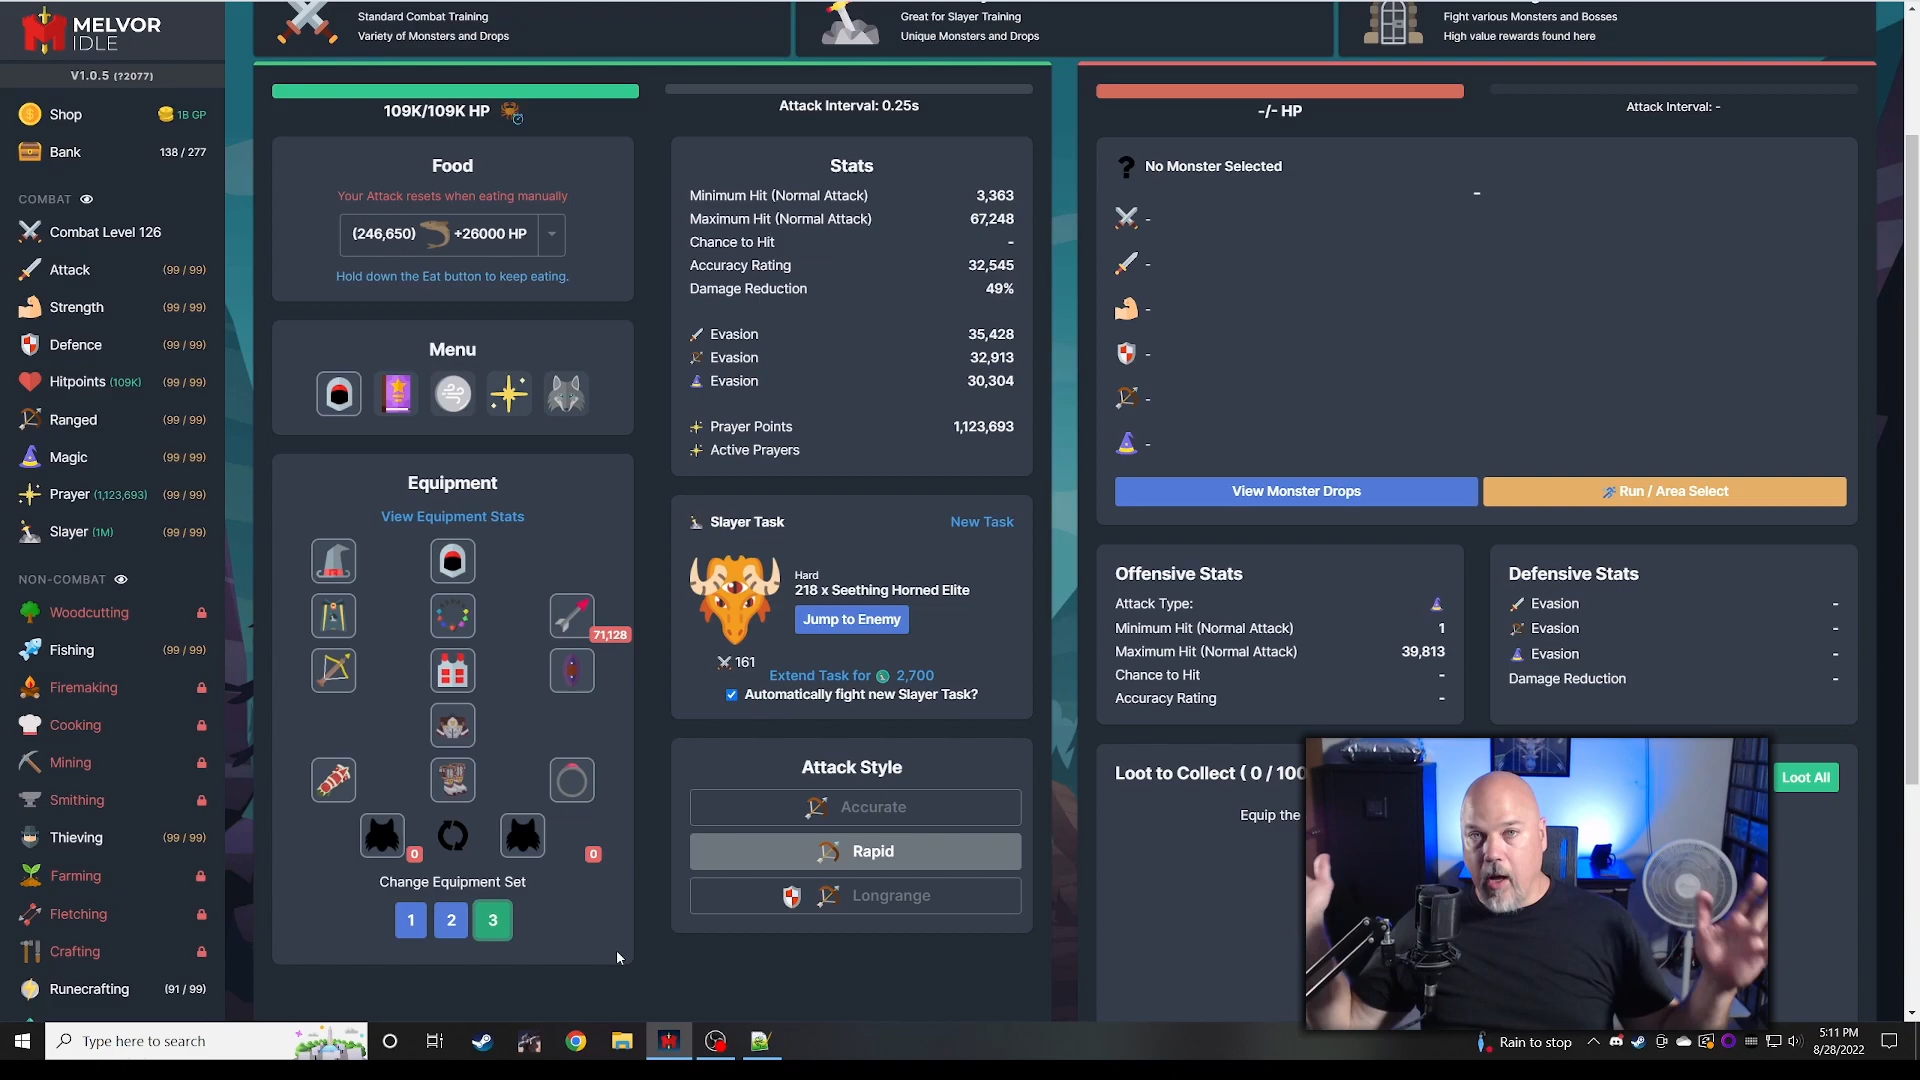 MELVOR
IDLE
V1.0.5 (?2077)
Shop 1B GP
Bank 138 / 277
COMBAT
Combat Level 126
Attack (99 / 99)
Strength (99 / 99)
Defence (99 / 99)
Hitpoints (109K) (99 / 99)
Ranged (99 / 99)
Magic (99 / 99)
Prayer (1,123,693) (99 / 99)
Slayer (1M) (99 / 99)
NON-COMBAT
Woodcutting
Fishing (99 / 99)
Firemaking
Cooking
Mining
Smithing
Thieving (99 / 99)
Farming
Fletching
Crafting
Runecrafting (91 / 99)
Standard Combat Training
Variety of Monsters and Drops
Great for Slayer Training
Unique Monsters and Drops
Fight various Monsters and Bosses
High value rewards found here
109K/109K HP
Attack Interval: 0.25s
Food
Your Attack resets when eating manually
(246,650) +26000 HP
Hold down the Eat button to keep eating.
Menu
Equipment
View Equipment Stats
71,128
0
0
Change Equipment Set
1 2 3
Stats
Minimum Hit (Normal Attack) 3,363
Maximum Hit (Normal Attack) 67,248
Chance to Hit -
Accuracy Rating 32,545
Damage Reduction 49%
Evasion 35,428
Evasion 32,913
Evasion 30,304
Prayer Points 1,123,693
Active Prayers
Slayer Task New Task
Hard
218 x Seething Horned Elite
Jump to Enemy
161
Extend Task for 2,700
Automatically fight new Slayer Task?
Attack Style
Accurate
Rapid
Longrange
-/- HP
Attack Interval: -
? No Monster Selected
-
-
-
-
-
-
-
View Monster Drops
Run / Area Select
Offensive Stats
Attack Type:
Minimum Hit (Normal Attack) 1
Maximum Hit (Normal Attack) 39,813
Chance to Hit -
Accuracy Rating -
Defensive Stats
Evasion -
Evasion -
Evasion -
Damage Reduction -
Loot to Collect ( 0 / 100
Loot All
Equip the
Type here to search
Rain to stop
5:11 PM
8/28/2022